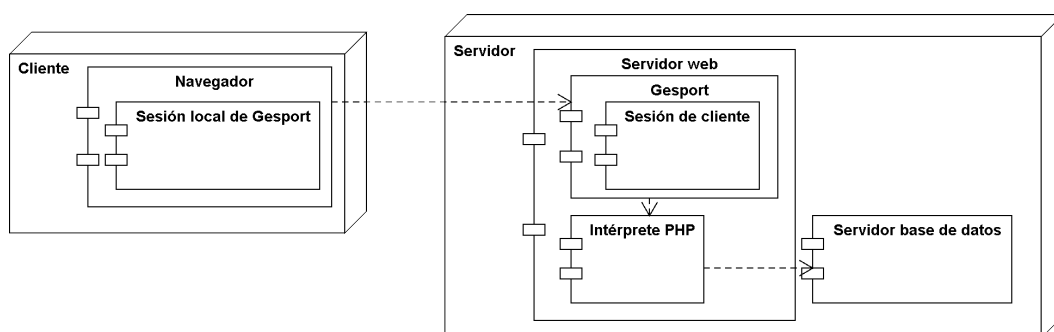 Cliente
Navegador
Sesión local de Gesport
Servidor
Servidor web
Gesport
Sesión de cliente
Intérprete PHP
Servidor base de datos